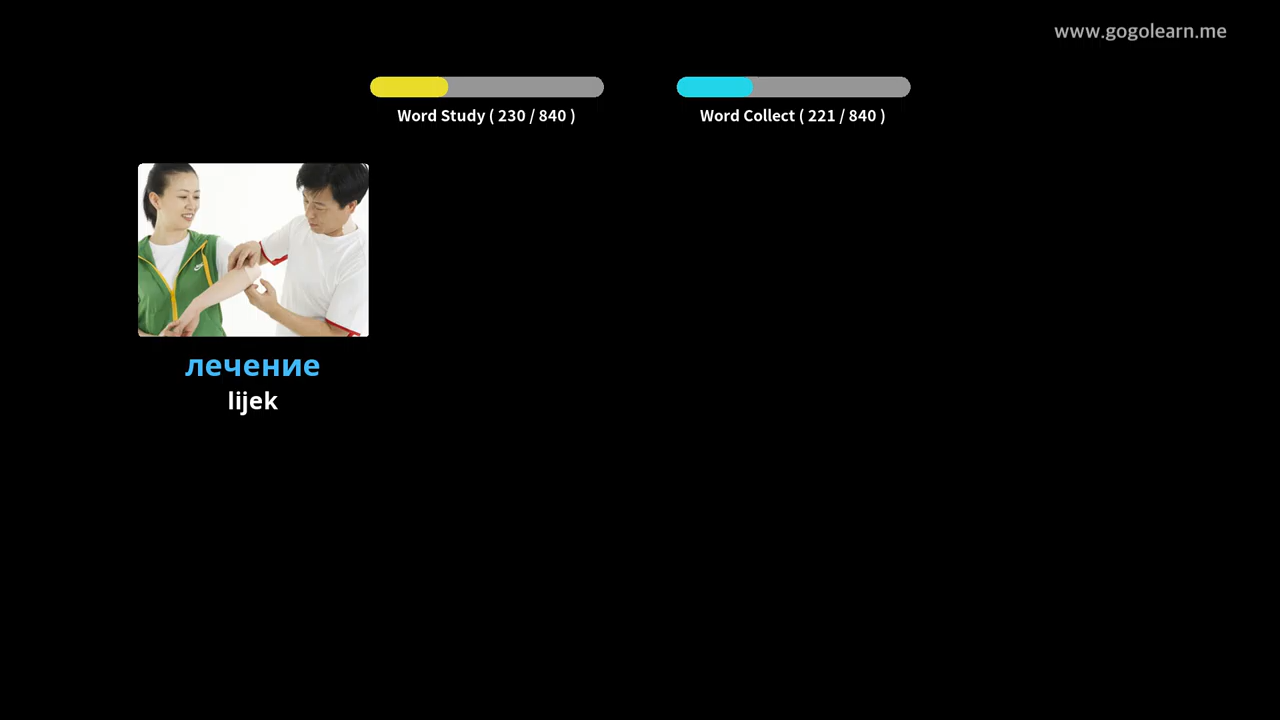 www.gogolearn.me
Word Study ( 230 / 840 )
Word Collect ( 221 / 840 )
лечение
lijek